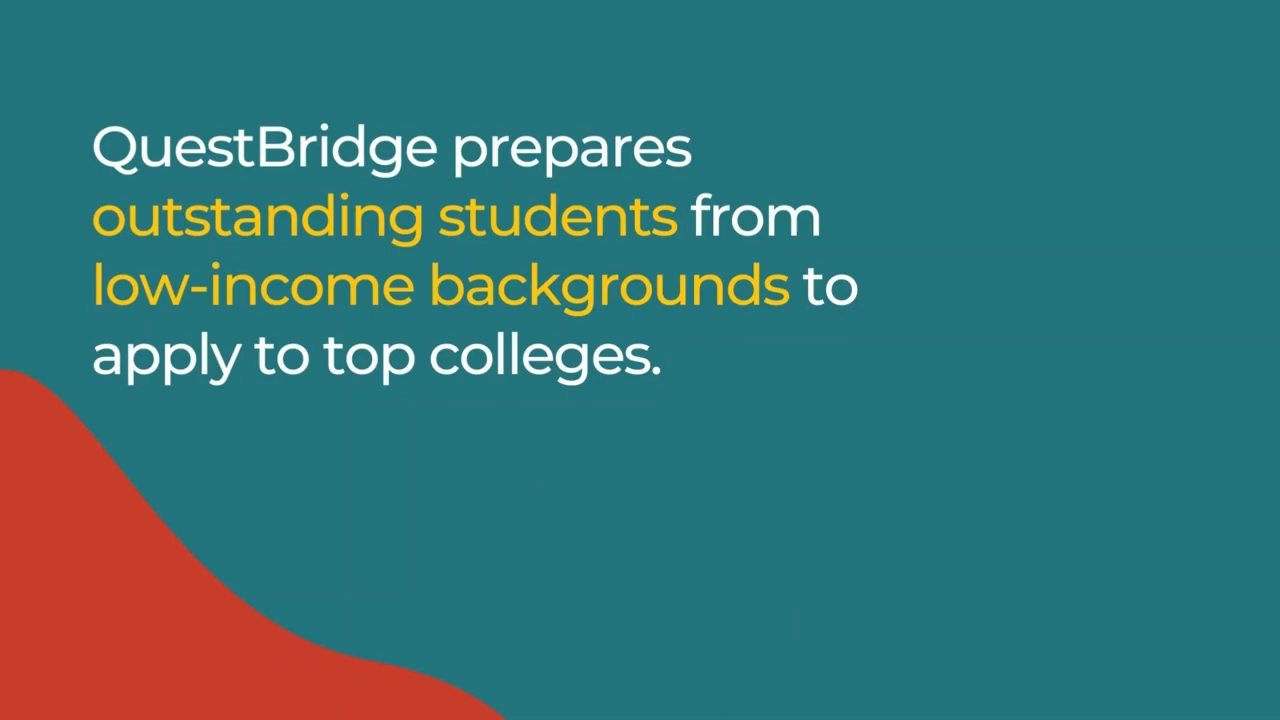 QuestBridge prepares
outstanding students from
low-income backgrounds to
apply to top colleges.